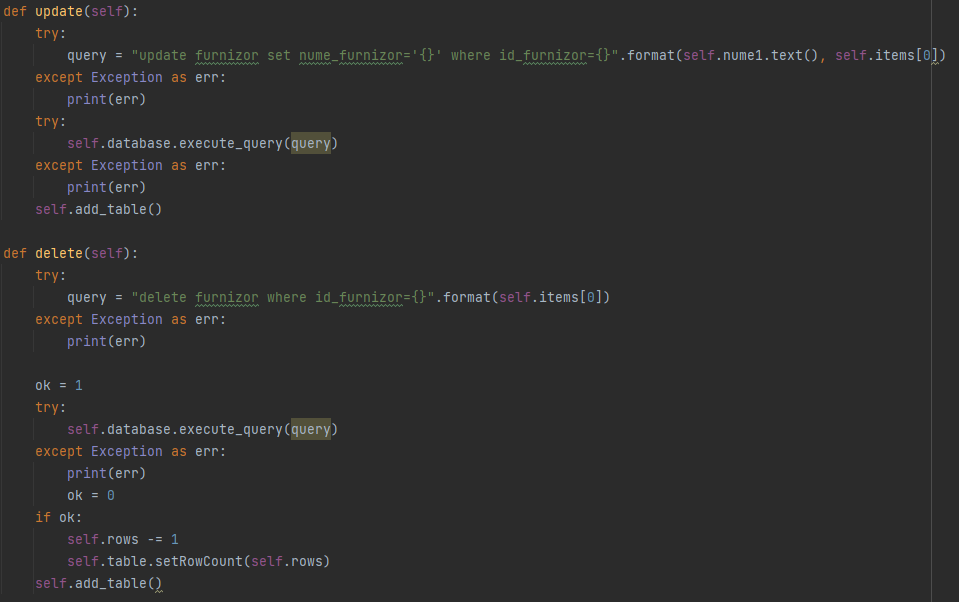 def update(self):
    try:
        query = "update furnizor set nume_furnizor='{}' where id_furnizor={}".format(self.nume1.text(), self.items[0])
    except Exception as err:
        print(err)
    try:
        self.database.execute_query(query)
    except Exception as err:
        print(err)
    self.add_table()

def delete(self):
    try:
        query = "delete furnizor where id_furnizor={}".format(self.items[0])
    except Exception as err:
        print(err)

    ok = 1
    try:
        self.database.execute_query(query)
    except Exception as err:
        print(err)
        ok = 0
    if ok:
        self.rows -= 1
        self.table.setRowCount(self.rows)
    self.add_table()